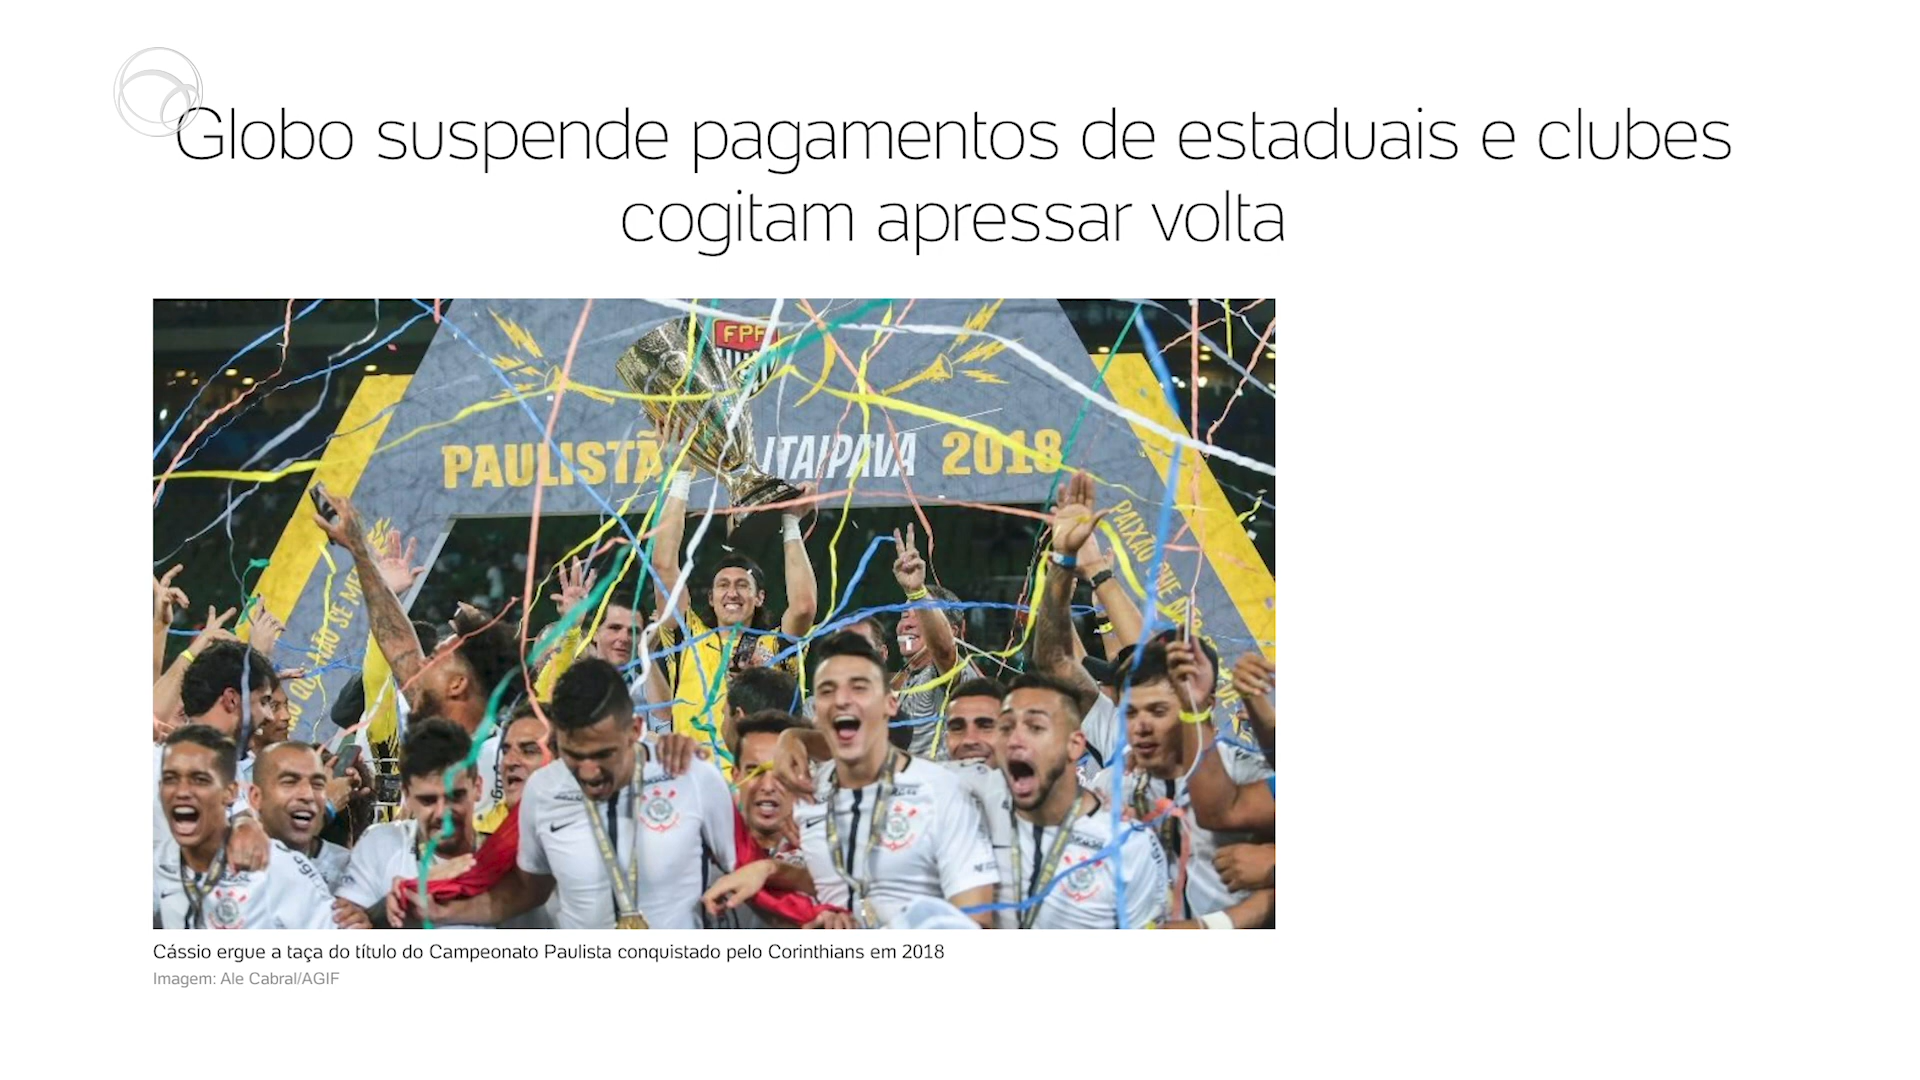 Globo suspende pagamentos de estaduais e clubes
cogitam apressar volta
FPF
PAULISTÃ
ITAIPAVA 2018
Cássio ergue a taça do título do Campeonato Paulista conquistado pelo Corinthians em 2018
Imagem: Ale Cabral/AGIF